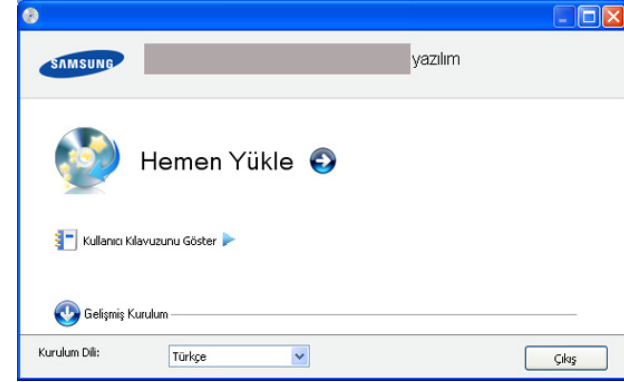 SAMSUNG
yazılım
Hemen Yükle
Kullanıcı Kılavuzunu Göster
Gelişmiş Kurulum
Kurulum Dili:
Türkçe
Çıkış